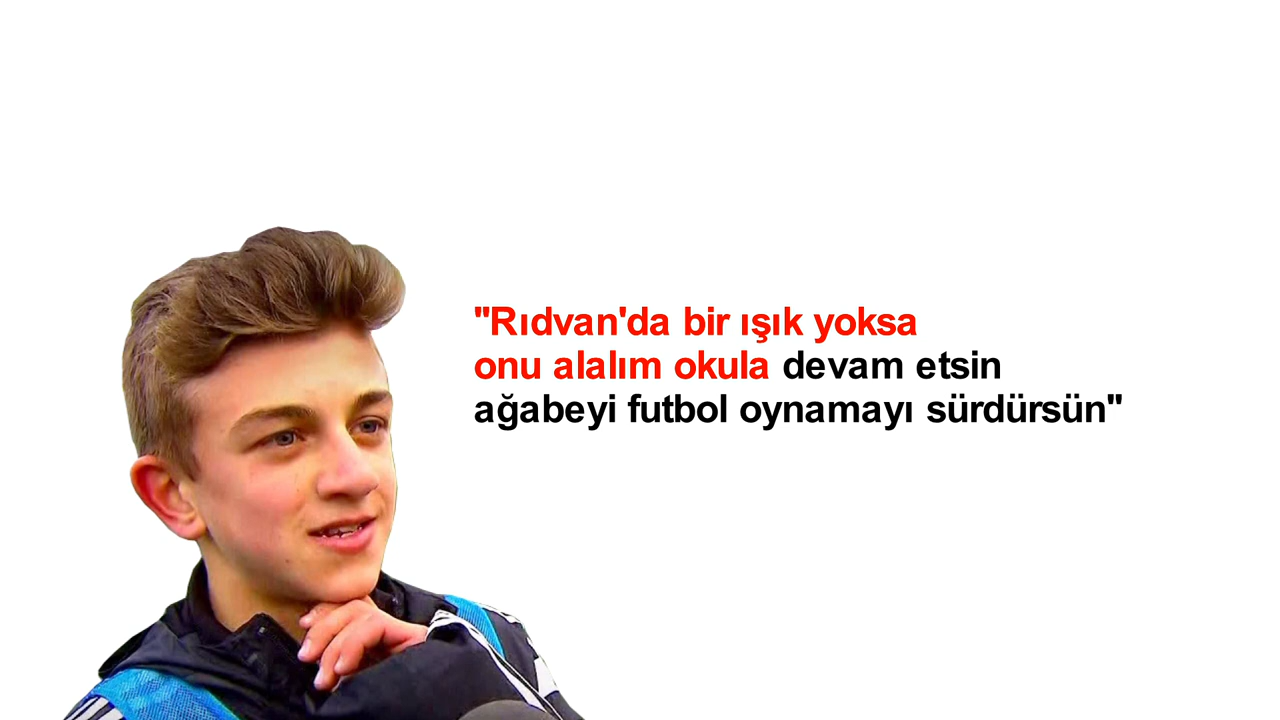 "Rıdvan'da bir ışık yoksa
onu alalım okula devam etsin
ağabeyi futbol oynamayı sürdürsün"